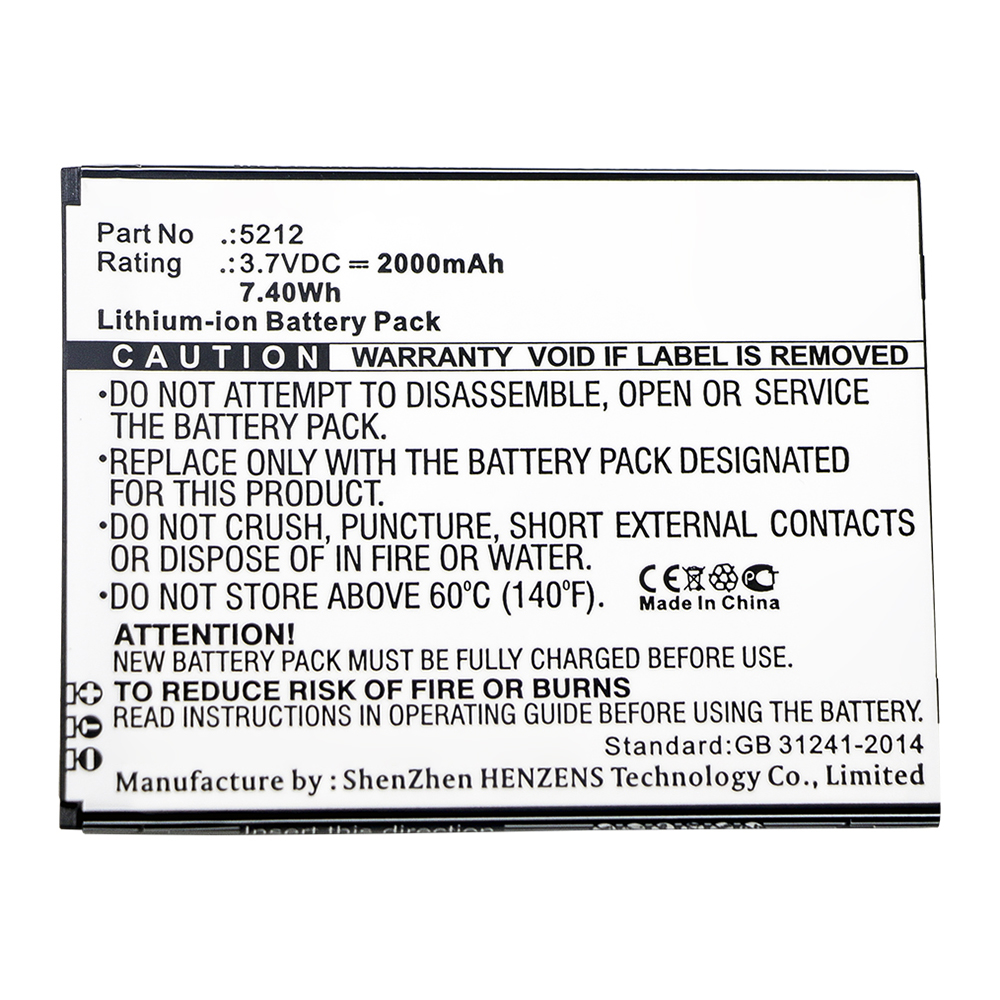 Part No .:5212
Rating .:3.7VDC ⎓ 2000mAh
7.40Wh
Lithium-ion Battery Pack
CAUTION WARRANTY VOID IF LABEL IS REMOVED
•DO NOT ATTEMPT TO DISASSEMBLE, OPEN OR SERVICE
THE BATTERY PACK.
•REPLACE ONLY WITH THE BATTERY PACK DESIGNATED
FOR THIS PRODUCT.
•DO NOT CRUSH, PUNCTURE, SHORT EXTERNAL CONTACTS
OR DISPOSE OF IN FIRE OR WATER.
•DO NOT STORE ABOVE 60°C (140°F).
CE PCT
Made In China
ATTENTION!
NEW BATTERY PACK MUST BE FULLY CHARGED BEFORE USE.
TO REDUCE RISK OF FIRE OR BURNS
READ INSTRUCTIONS IN OPERATING GUIDE BEFORE USING THE BATTERY.
Standard:GB 31241-2014
Manufacture by : ShenZhen HENZENS Technology Co., Limited
Insert this direction